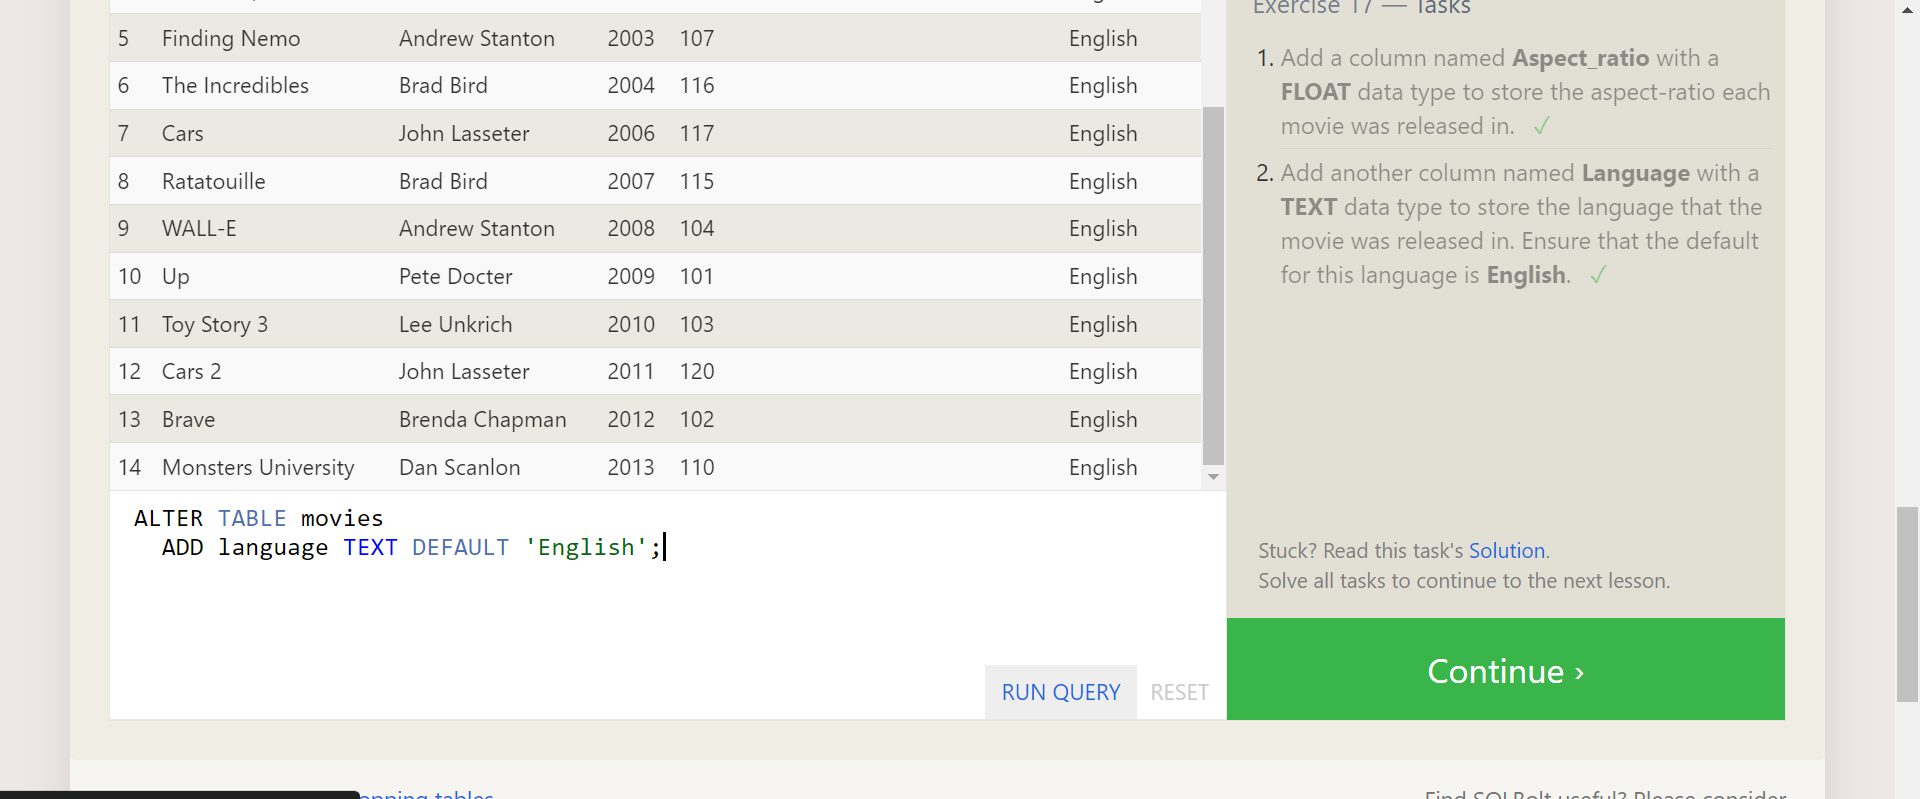 5 Finding Nemo Andrew Stanton 2003 107 English
6 The Incredibles Brad Bird 2004 116 English
7 Cars John Lasseter 2006 117 English
8 Ratatouille Brad Bird 2007 115 English
9 WALL-E Andrew Stanton 2008 104 English
10 Up Pete Docter 2009 101 English
11 Toy Story 3 Lee Unkrich 2010 103 English
12 Cars 2 John Lasseter 2011 120 English
13 Brave Brenda Chapman 2012 102 English
14 Monsters University Dan Scanlon 2013 110 English
ALTER TABLE movies
ADD language TEXT DEFAULT 'English';
RUN QUERY RESET
Exercise 17 — Tasks
1. Add a column named Aspect_ratio with a
FLOAT data type to store the aspect-ratio each
movie was released in. ✓
2. Add another column named Language with a
TEXT data type to store the language that the
movie was released in. Ensure that the default
for this language is English. ✓
Stuck? Read this task's Solution.
Solve all tasks to continue to the next lesson.
Continue ›
tables
Find SQLBolt useful? Please consider